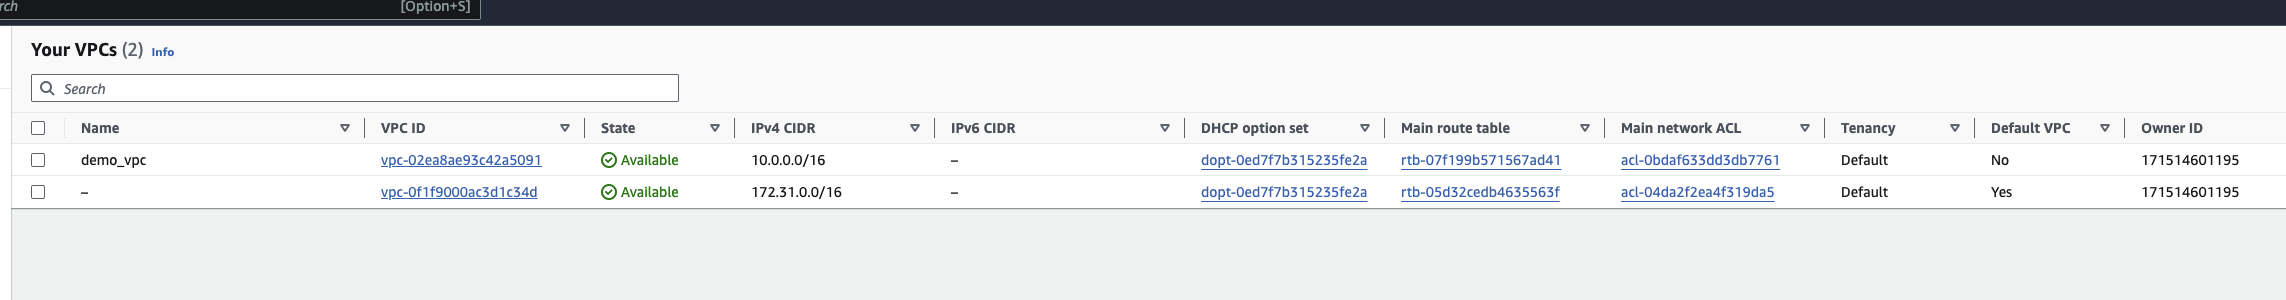 rch [Option+S]
Your VPCs (2) Info
Search
Name VPC ID State IPv4 CIDR IPv6 CIDR DHCP option set Main route table Main network ACL Tenancy Default VPC Owner ID
demo_vpc vpc-02ea8ae93c42a5091 Available 10.0.0.0/16 – dopt-0ed7f7b315235fe2a rtb-07f199b571567ad41 acl-0bdaf633dd3db7761 Default No 171514601195
– vpc-0f1f9000ac3d1c34d Available 172.31.0.0/16 – dopt-0ed7f7b315235fe2a rtb-05d32cedb4635563f acl-04da2f2ea4f319da5 Default Yes 171514601195